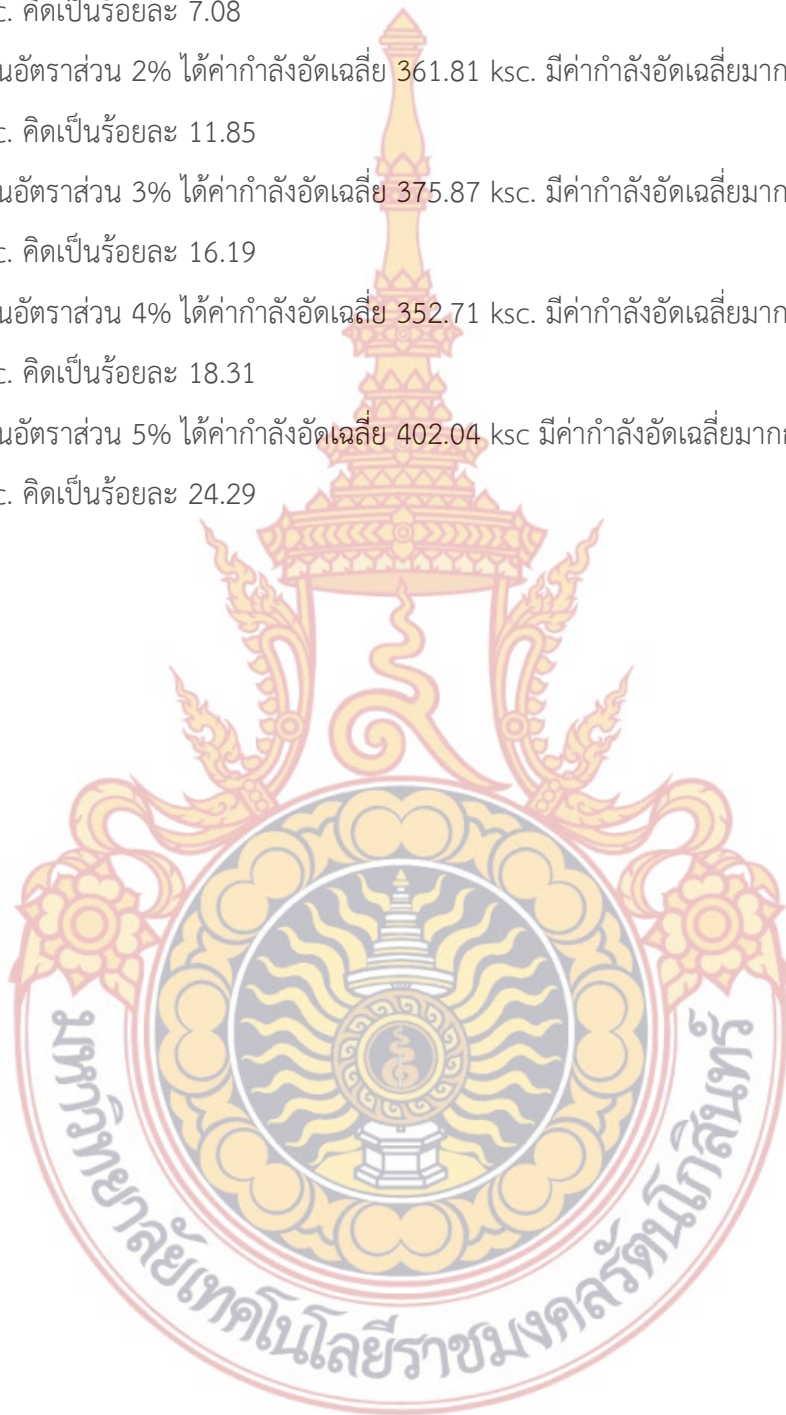 c. คิดเป็นร้อยละ 7.08
นอัตราส่วน 2% ได้ค่ากำลังอัดเฉลี่ย 361.81 ksc. มีค่ากำลังอัดเฉลี่ยมาก
c. คิดเป็นร้อยละ 11.85
นอัตราส่วน 3% ได้ค่ากำลังอัดเฉลี่ย 375.87 ksc. มีค่ากำลังอัดเฉลี่ยมาก
c. คิดเป็นร้อยละ 16.19
นอัตราส่วน 4% ได้ค่ากำลังอัดเฉลี่ย 352.71 ksc. มีค่ากำลังอัดเฉลี่ยมาก
c. คิดเป็นร้อยละ 18.31
นอัตราส่วน 5% ได้ค่ากำลังอัดเฉลี่ย 402.04 ksc มีค่ากำลังอัดเฉลี่ยมาก
c. คิดเป็นร้อยละ 24.29
มหาวิทยาลัยเทคโนโลยีราชมงคลรัตนโกสินทร์